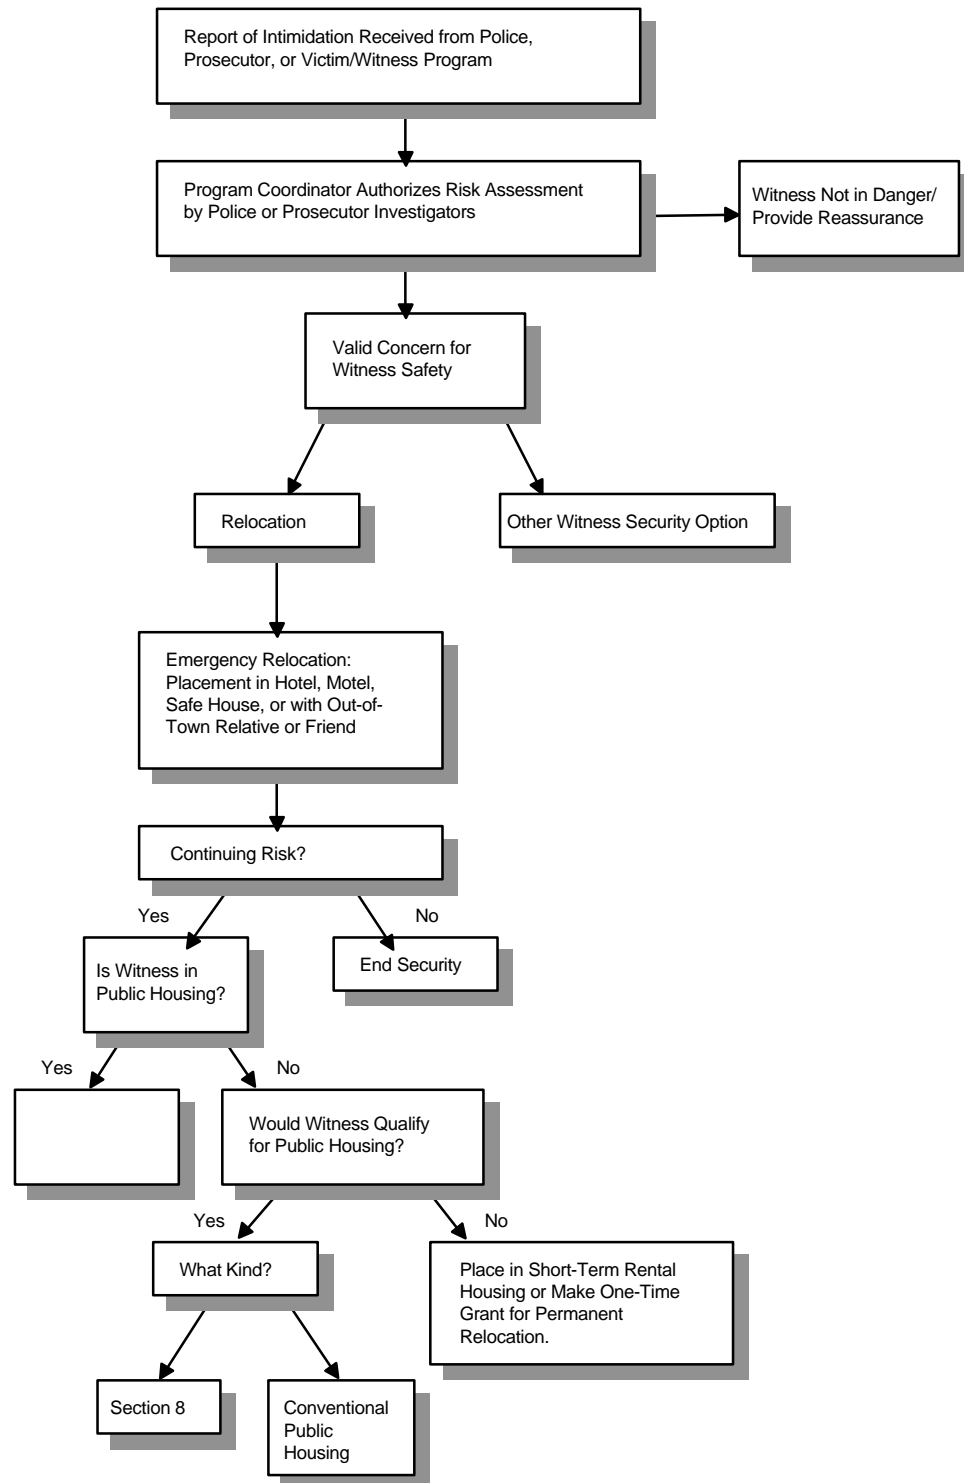 Report of Intimidation Received from Police,
Prosecutor, or Victim/Witness Program
Program Coordinator Authorizes Risk Assessment
by Police or Prosecutor Investigators
Witness Not in Danger/
Provide Reassurance
Valid Concern for
Witness Safety
Relocation
Other Witness Security Option
Emergency Relocation:
Placement in Hotel, Motel,
Safe House, or with Out-of-
Town Relative or Friend
Continuing Risk?
Yes
No
Is Witness in
Public Housing?
End Security
Yes
No
Would Witness Qualify
for Public Housing?
Yes
No
What Kind?
Place in Short-Term Rental
Housing or Make One-Time
Grant for Permanent
Relocation.
Section 8
Conventional
Public
Housing